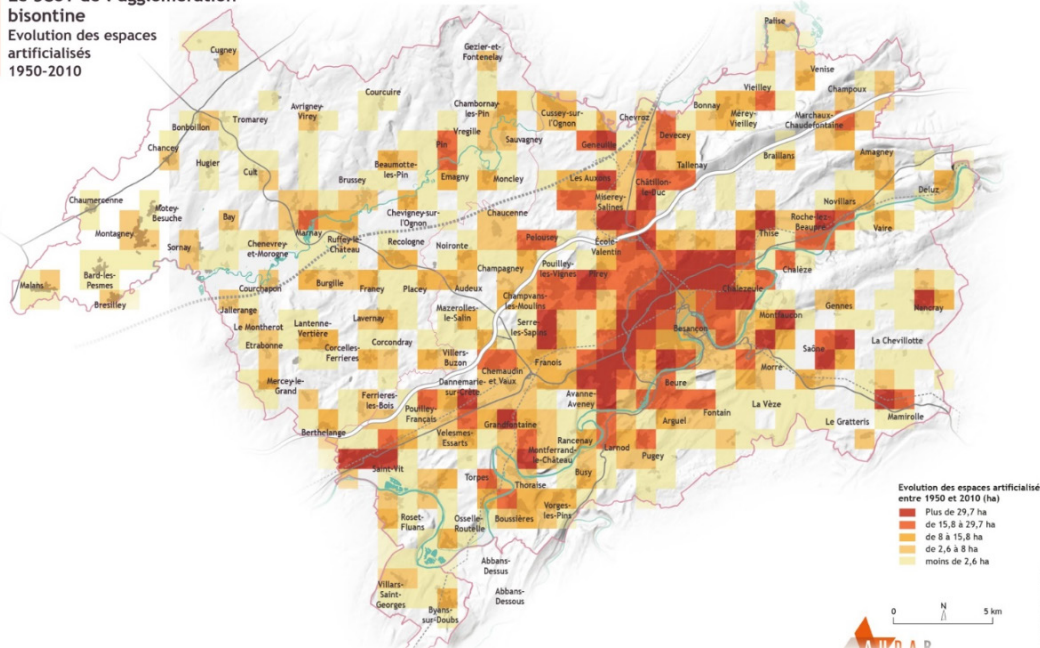 bisontine
Evolution des espaces
artificialisés
1950-2010
Cugney
Gezier-et-
Fontenelay
Palise
Venise
Vieilley
Champoux
Courcuire
Chambornay-
les-Pin
Cussey-sur-
l'Ognon
Bonnay
Mérey-
Vieilley
Marchaux-
Chaudefontaine
Avrigney-
Virey
Tromarey
Bonboillon
Chevroz
Devecey
Vregille
Sauvagney
Pin
Geneuille
Chancey
Hugier
Cult
Beaumotte-
les-Pin
Brussey
Emagny
Moncley
Les Auxons
Tallenay
Braillans
Amagney
Châtillon-
le-Duc
Deluz
Miserey-
Salines
Novillars
Chaumercenne
Motey-
Besuche
Bay
Chevigney-sur-
l'Ognon
Chaucenne
Roche-lez-
Beaupré
Vaire
Montagney
Sornay
Marnay
Ruffey-le-
Château
Recologne
Noironte
Pelousey
École
Valentin
Thise
Chenevrey-
et-Morogne
Pouilley-
les-Vignes
Pirey
Champagney
Chalèze
Malans
Bard-les-
Pesmes
Courchapon
Burgille
Franey
Placey
Audeux
Chalezeule
Bresilley
Jallerange
Champvans-
les-Moulins
Gennes
Nancray
Mazerolles-
le-Salin
Montfaucon
Le Montherot
Lantenne-
Vertière
Lavernay
Serre-
les-Sapins
Besançon
Etrabonne
Corcelles-
Ferrieres
Corcondray
La Chevillotte
Saône
Villers-
Buzon
Franois
Morre
Chemaudin
et Vaux
Mercey-le-
Grand
Dannemarie-
sur-Crète
Beure
Ferrières-
les-Bois
Avanne-
Aveney
La Vèze
Pouilley-
Français
Fontain
Mamirolle
Arguel
Le Gratteris
Grandfontaine
Berthelange
Velesmes-
Essarts
Rancenay
Montferrand-
le-Château
Larnod
Pugey
Saint-Vit
Torpes
Busy
Thoraise
Vorges-
les-Pins
Roset-
Fluans
Osselle-
Routelle
Boussières
Abbans-
Dessus
Villars-
Saint-
Georges
Abbans-
Dessous
Byans-
sur-Doubs
Evolution des espaces artificialisé
entre 1950 et 2010 (ha)
Plus de 29,7 ha
de 15,8 à 29,7 ha
de 8 à 15,8 ha
de 2,6 à 8 ha
moins de 2,6 ha
0 N 5 km